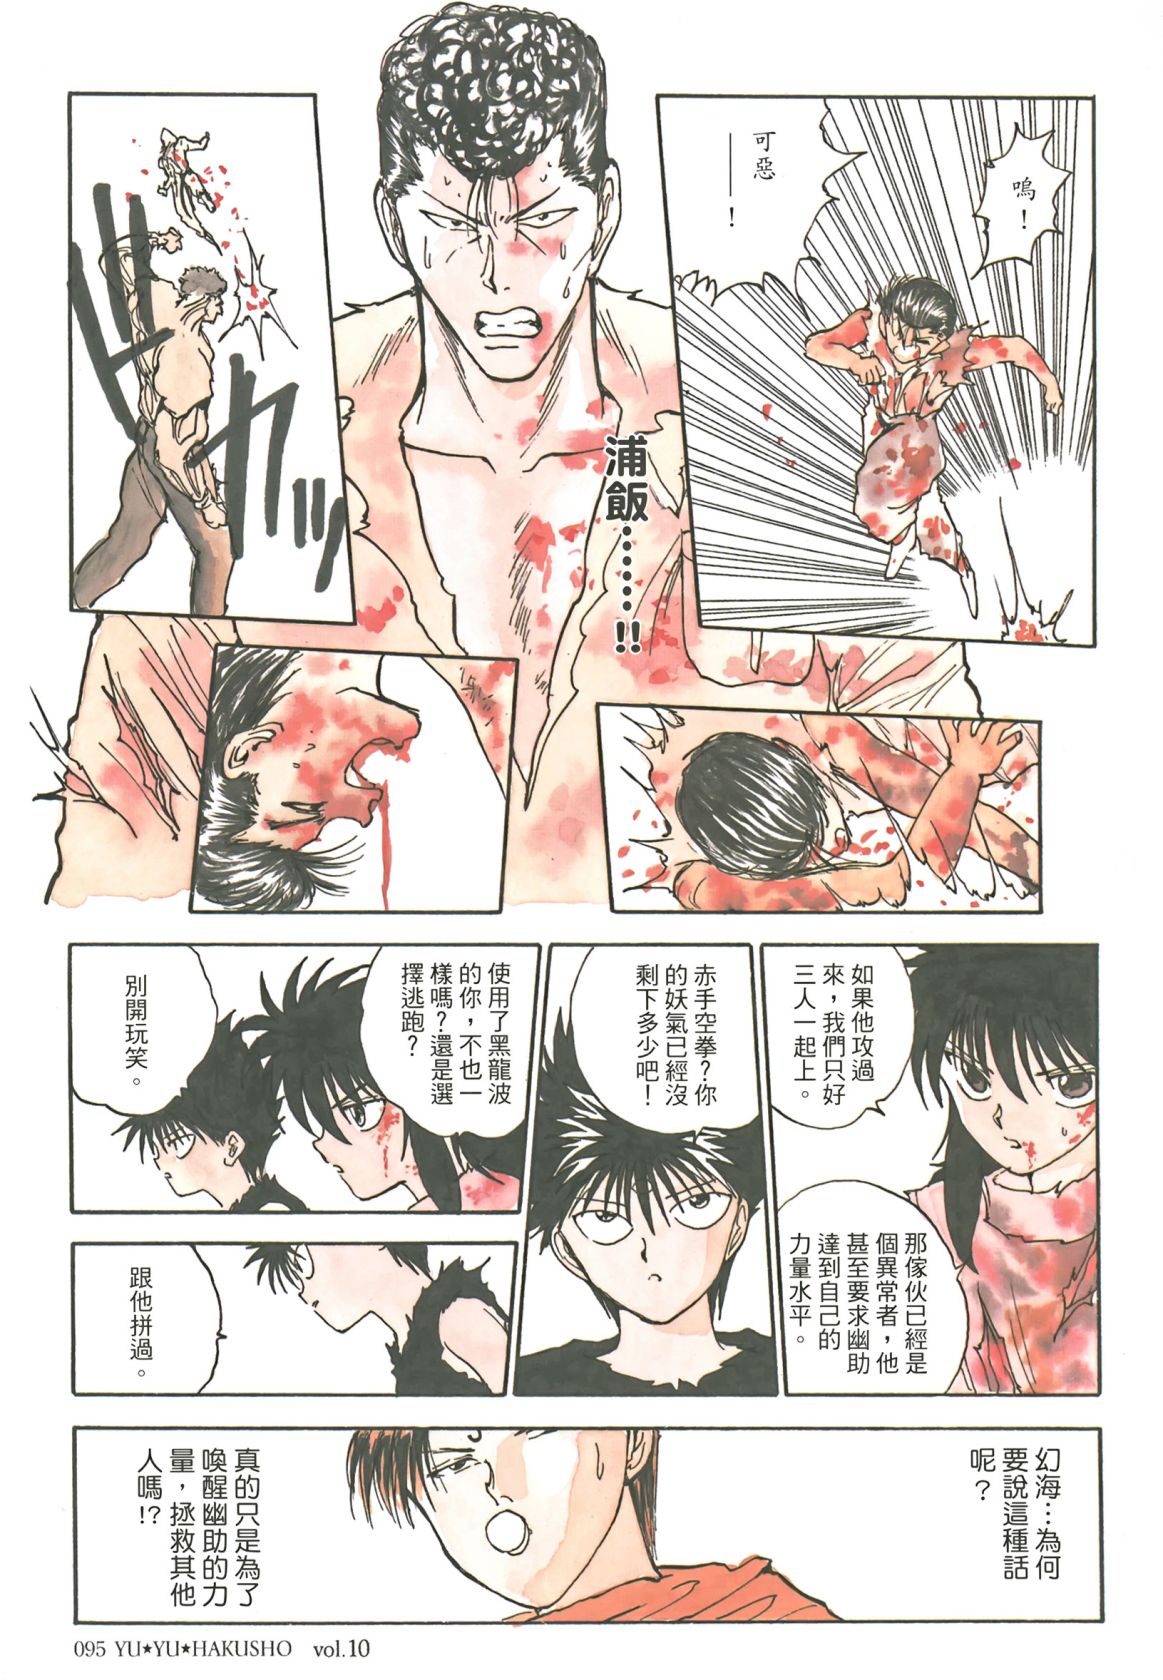 嗚！
可惡
——！
浦飯……!!
ドドカッ
如果他攻過
來，我們只好
三人一起上。
那傢伙已經是
個異常者，他
甚至要求幽助
達到自己的
力量水平。
赤手空拳？你
的妖氣已經沒
剩下多少吧！
使用了黑龍波
的你，不也一
樣嗎？還是選
擇逃跑？
別開玩笑。
跟他拼過。
幻海…為何
要說這種話
呢？
真的只是為了
喚醒幽助的力
量，拯救其他
人嗎!?
095 YU★YU★HAKUSHO vol.10